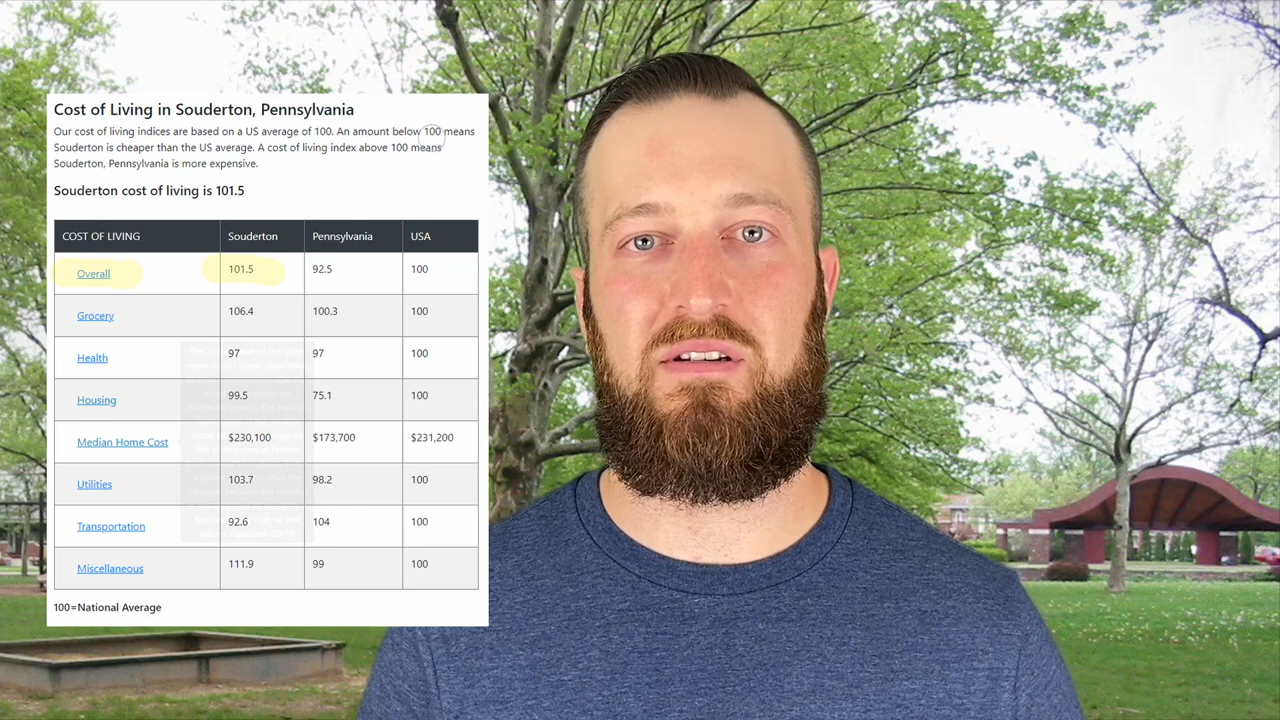 Cost of Living in Souderton, Pennsylvania
Our cost of living indices are based on a US average of 100. An amount below 100 means
Souderton is cheaper than the US average. A cost of living index above 100 means
Souderton, Pennsylvania is more expensive.
Souderton cost of living is 101.5
COST OF LIVING Souderton Pennsylvania USA
Overall 101.5 92.5 100
Grocery 106.4 100.3 100
Health 97 97 100
Housing 99.5 75.1 100
Median Home Cost $230,100 $173,700 $231,200
Utilities 103.7 98.2 100
Transportation 92.6 104 100
Miscellaneous 111.9 99 100
100=National Average